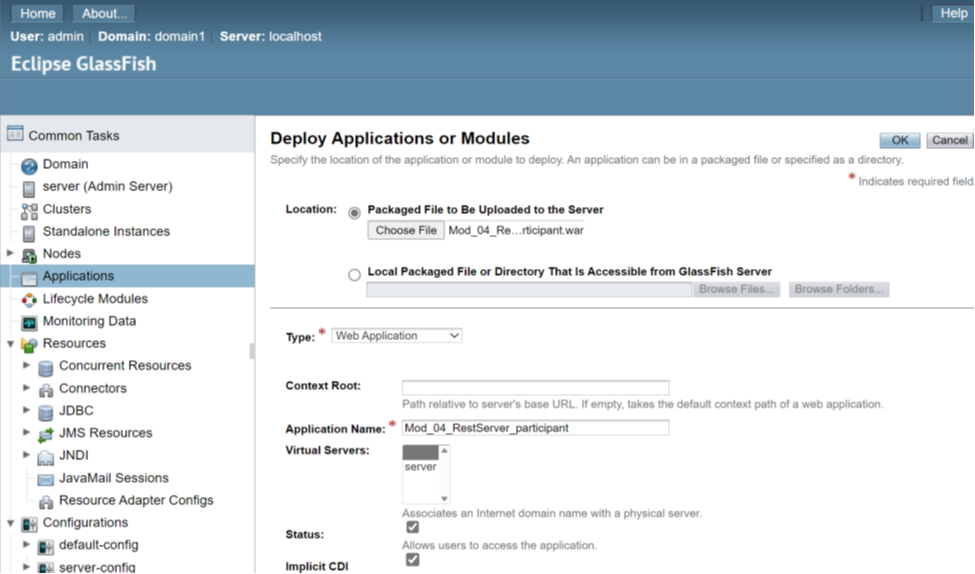 Home About... Help
User: admin Domain: domain1 Server: localhost
Eclipse GlassFish
Common Tasks
Domain
server (Admin Server)
Clusters
Standalone Instances
Nodes
Applications
Lifecycle Modules
Monitoring Data
Resources
Concurrent Resources
Connectors
JDBC
JMS Resources
JNDI
JavaMail Sessions
Resource Adapter Configs
Configurations
default-config
server-config
Deploy Applications or Modules
OK Cancel
Specify the location of the application or module to deploy. An application can be in a packaged file or specified as a directory.
* Indicates required field
Location: Packaged File to Be Uploaded to the Server
Choose File Mod_04_Re...rticipant.war
Local Packaged File or Directory That Is Accessible from GlassFish Server
Browse Files... Browse Folders...
Type: * Web Application
Context Root:
Path relative to server's base URL. If empty, takes the default context path of a web application.
Application Name: * Mod_04_RestServer_participant
Virtual Servers:
server
Associates an Internet domain name with a physical server.
Status:
Allows users to access the application.
Implicit CDI